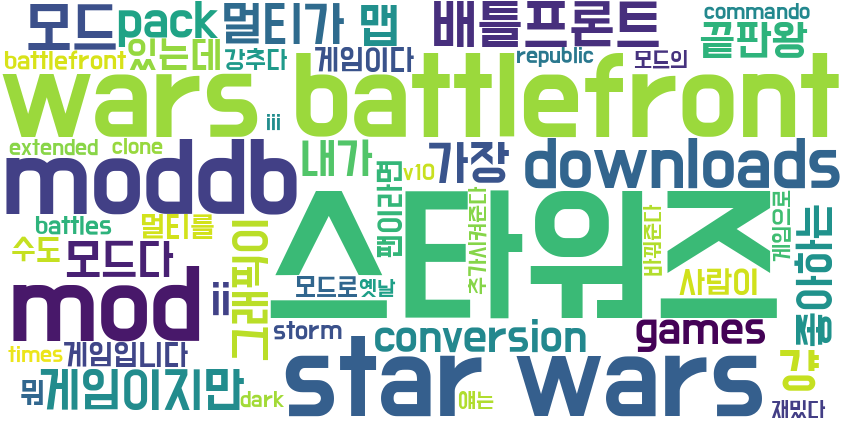 모드
pack
멀티가 맵
배틀프론트
commando
battlefront
있는데
강추다
게임이다
republic
모드의
끝판왕
wars battlefront
iii
extended
clone
moddb
내가
가장
downloads
v10
battles
멀티를
스타워즈
팬이라면
추가시켜준다
바꿔준다
게임으로
수도
모드다
그래픽이
좋아하는
mod
ii
모드로
옛날
사람이
storm
conversion
games
times
게임입니다
star wars
걍
뭐
게임이지만
dark
얘는
재밌다